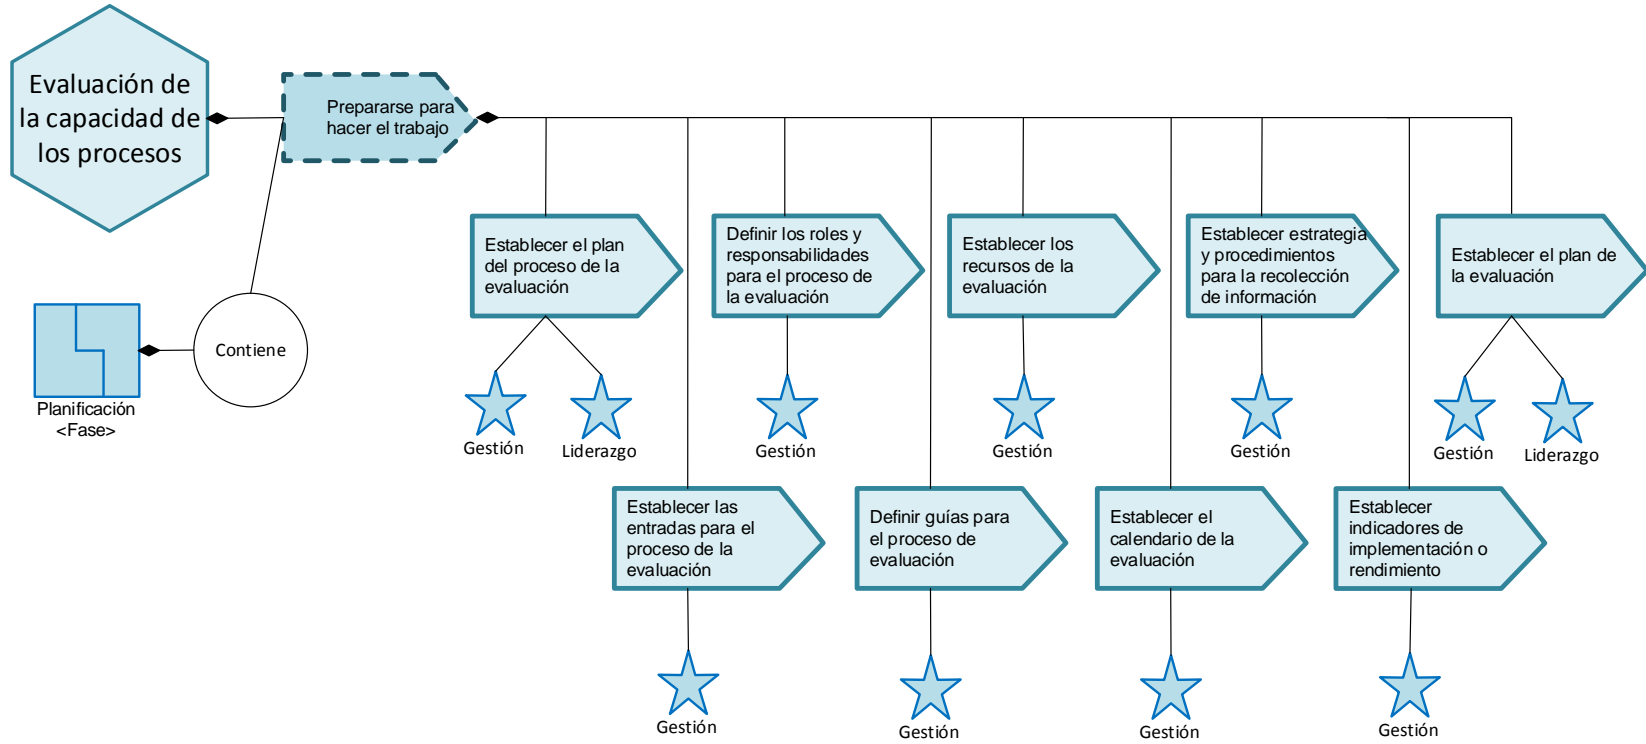 Evaluación de
la capacidad de
los procesos
Prepararse para
hacer el trabajo
Contiene
Planificación
<Fase>
Establecer el plan
del proceso de la
evaluación
Gestión
Liderazgo
Definir los roles y
responsabilidades
para el proceso de
la evaluación
Gestión
Establecer los
recursos de la
evaluación
Gestión
Establecer estrategia
y procedimientos
para la recolección
de información
Gestión
Establecer el plan de
la evaluación
Gestión
Liderazgo
Establecer las
entradas para el
proceso de la
evaluación
Gestión
Definir guías para
el proceso de
evaluación
Gestión
Establecer el
calendario de la
evaluación
Gestión
Establecer
indicadores de
implementación o
rendimiento
Gestión